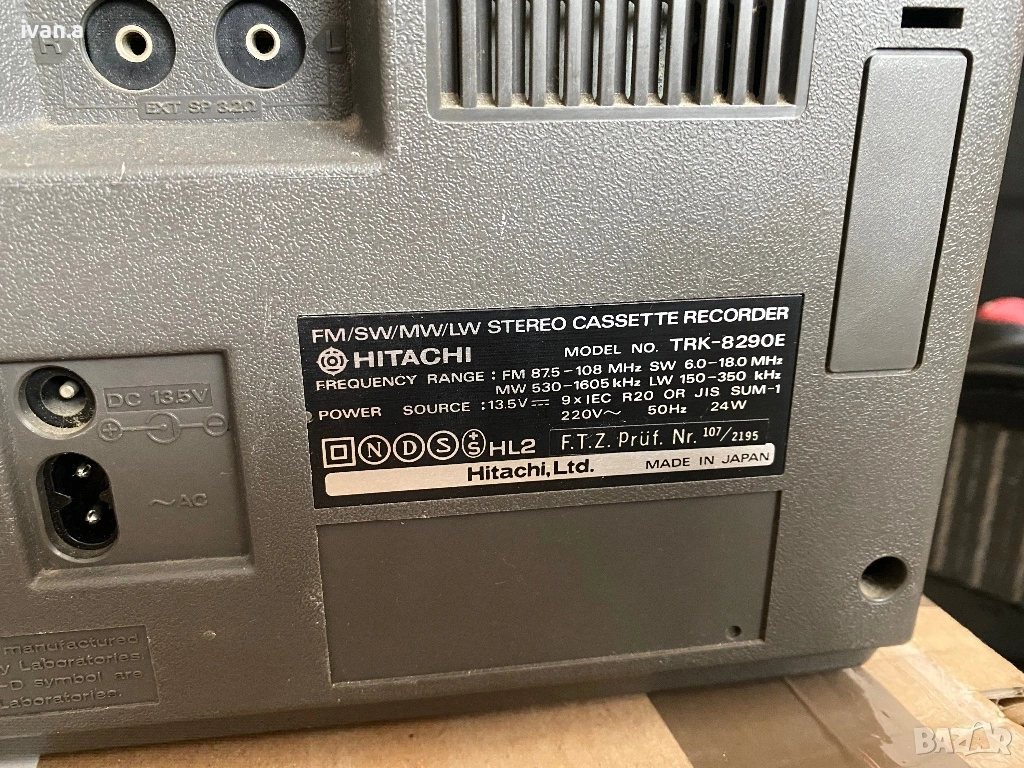 ivan.a
R L
EXT SP 3.2Ω
FM/SW/MW/LW STEREO CASSETTE RECORDER
HITACHI MODEL NO. TRK-8290E
FREQUENCY RANGE : FM 87.5-108 MHz SW 6.0-18.0 MHz
MW 530-1605 kHz LW 150-350 kHz
POWER SOURCE : 13.5V 9 x IEC R20 OR JIS SUM-1
220V~ 50Hz 24W
N D S S HL2 F.T.Z. Prüf. Nr. 107/2195
Hitachi, Ltd. MADE IN JAPAN
DC 13.5V
+ -
~AC
manufactured
y Laboratories.
-D symbol are
Laboratories.
BAZAR